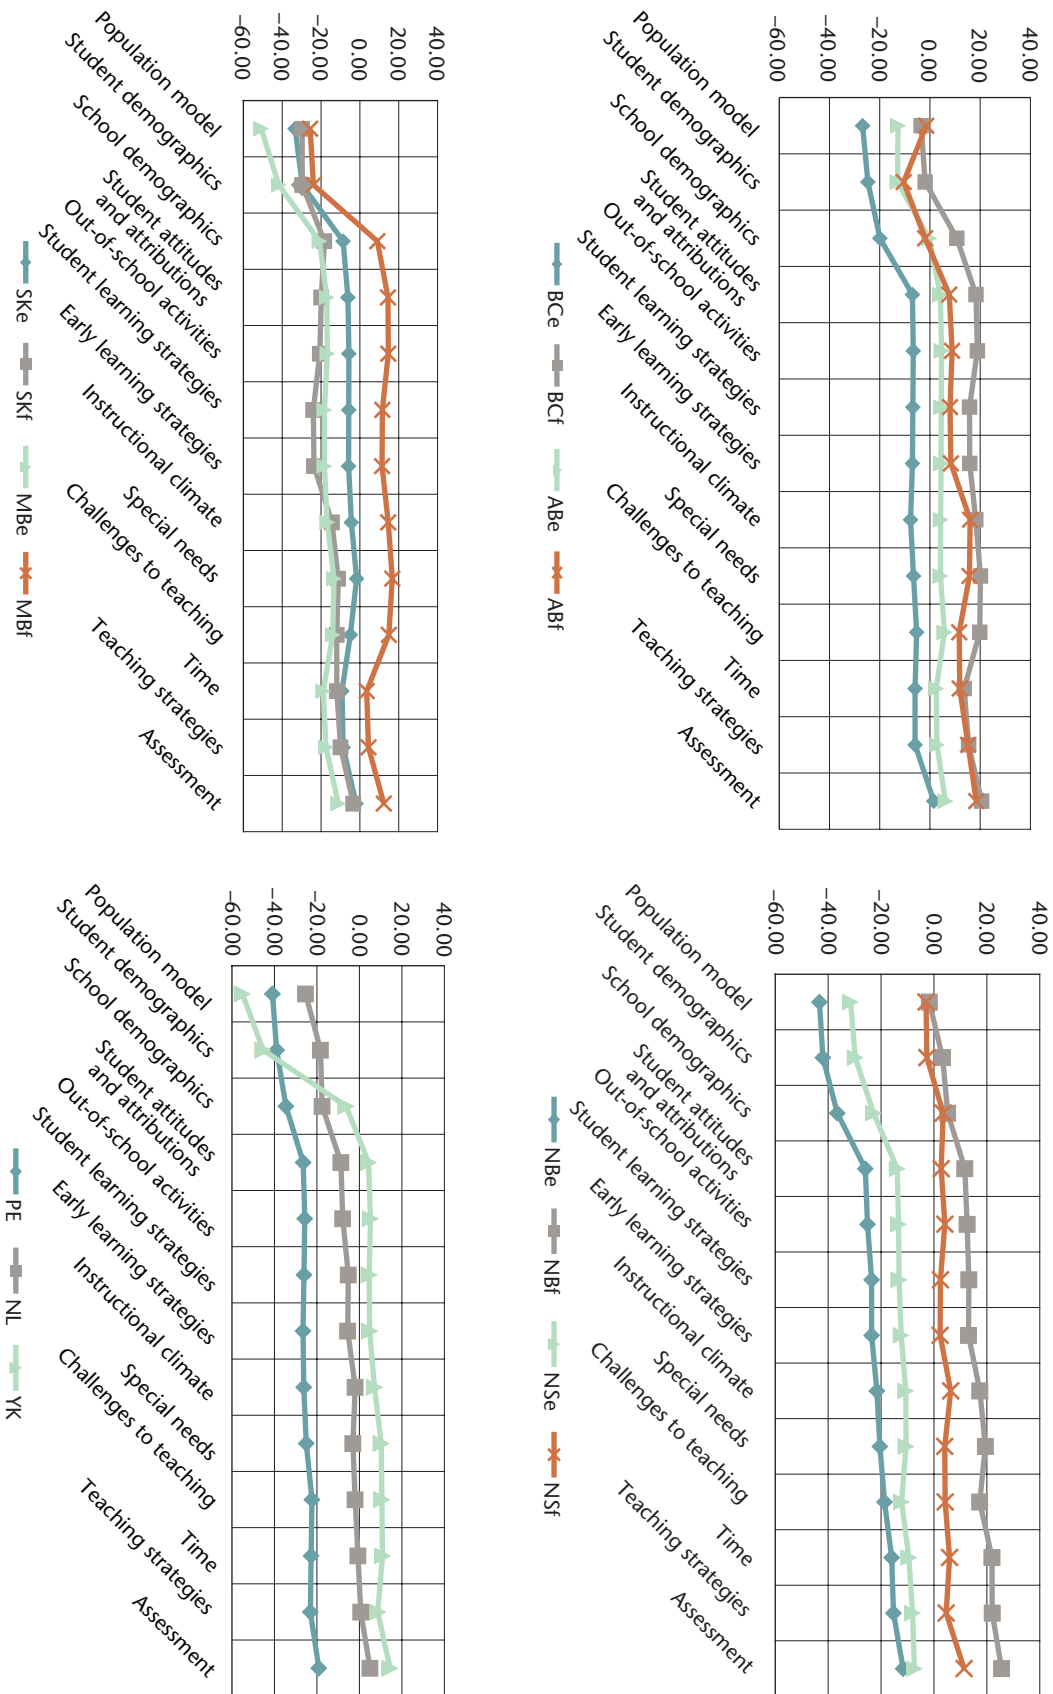 40.00
20.00
0.00
−20.00
−40.00
−60.00
Population model
Student demographics
School demographics
Student attitudes
and attributions
Out-of-school activities
Student learning strategies
Early learning strategies
Instructional climate
Special needs
Challenges to teaching
Time
Teaching strategies
Assessment
BCe BCf ABe ABf
40.00
20.00
0.00
−20.00
−40.00
−60.00
Population model
Student demographics
School demographics
Student attitudes
and attributions
Out-of-school activities
Student learning strategies
Early learning strategies
Instructional climate
Special needs
Challenges to teaching
Time
Teaching strategies
Assessment
NBe NBf NSe NSf
40.00
20.00
0.00
−20.00
−40.00
−60.00
Population model
Student demographics
School demographics
Student attitudes
and attributions
Out-of-school activities
Student learning strategies
Early learning strategies
Instructional climate
Special needs
Challenges to teaching
Time
Teaching strategies
Assessment
SKe SKf MBe MBf
40.00
20.00
0.00
−20.00
−40.00
−60.00
Population model
Student demographics
School demographics
Student attitudes
and attributions
Out-of-school activities
Student learning strategies
Early learning strategies
Instructional climate
Special needs
Challenges to teaching
Time
Teaching strategies
Assessment
PE NL YK